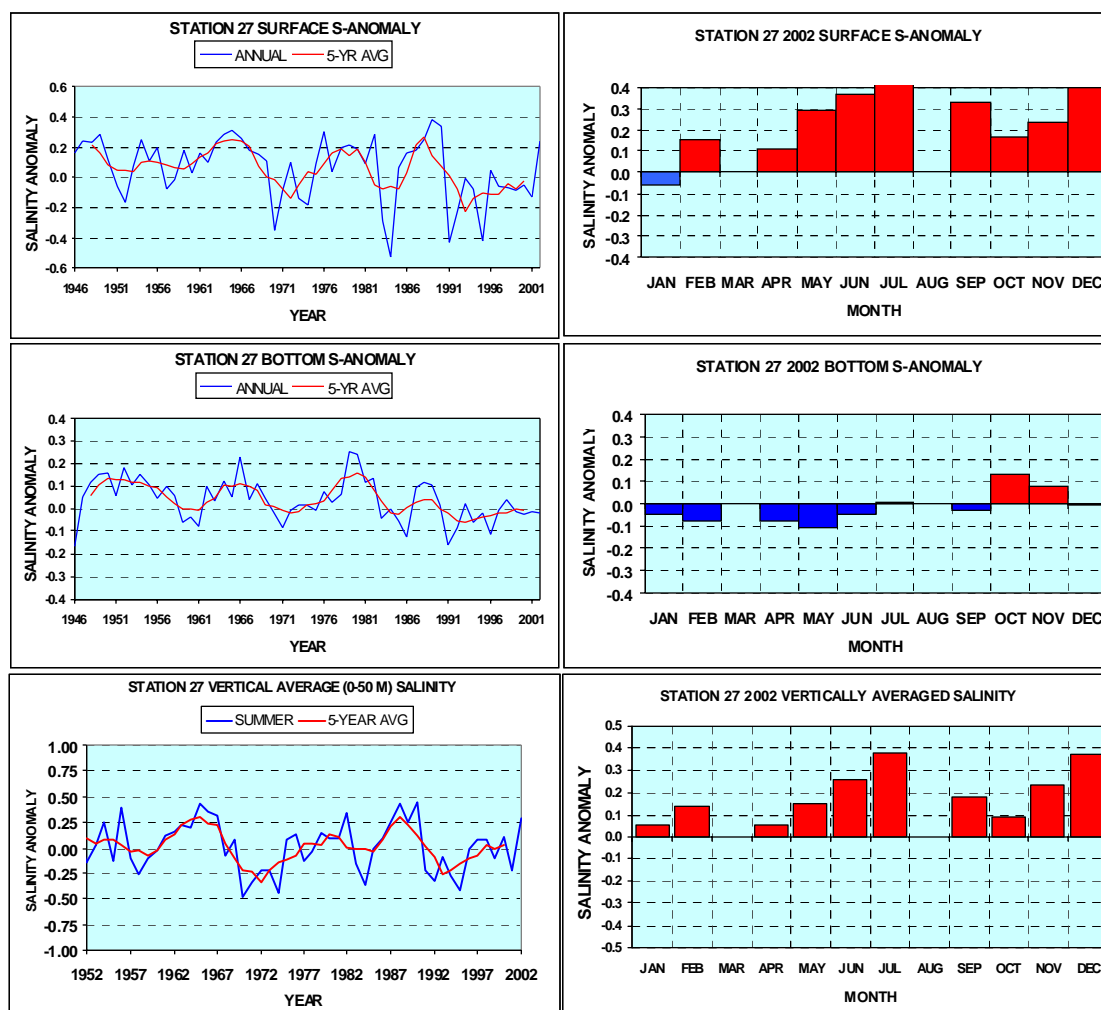 STATION 27 SURFACE S-ANOMALY
ANNUAL 5-YR AVG
SALINITY ANOMALY
0.6
0.4
0.2
0.0
-0.2
-0.4
-0.6
1946 1951 1956 1961 1966 1971 1976 1981 1986 1991 1996 2001
YEAR
STATION 27 2002 SURFACE S-ANOMALY
SALINITY ANOMALY
0.4
0.3
0.2
0.1
0.0
-0.1
-0.2
-0.3
-0.4
JAN FEB MAR APR MAY JUN JUL AUG SEP OCT NOV DEC
MONTH
STATION 27 BOTTOM S-ANOMALY
ANNUAL 5-YR AVG
SALINITY ANOMALY
0.4
0.3
0.2
0.1
0.0
-0.1
-0.2
-0.3
-0.4
1946 1951 1956 1961 1966 1971 1976 1981 1986 1991 1996 2001
YEAR
STATION 27 2002 BOTTOM S-ANOMALY
SALINITY ANOMALY
0.4
0.3
0.2
0.1
0.0
-0.1
-0.2
-0.3
-0.4
JAN FEB MAR APR MAY JUN JUL AUG SEP OCT NOV DEC
MONTH
STATION 27 VERTICAL AVERAGE (0-50 M) SALINITY
SUMMER 5-YEAR AVG
SALINITY ANOMALY
1.00
0.75
0.50
0.25
0.00
-0.25
-0.50
-0.75
-1.00
1952 1957 1962 1967 1972 1977 1982 1987 1992 1997 2002
YEAR
STATION 27 2002 VERTICALLY AVERAGED SALINITY
SALINITY ANOMALY
0.5
0.4
0.3
0.2
0.1
0.0
-0.1
-0.2
-0.3
-0.4
-0.5
JAN FEB MAR APR MAY JUN JUL AUG SEP OCT NOV DEC
MONTH